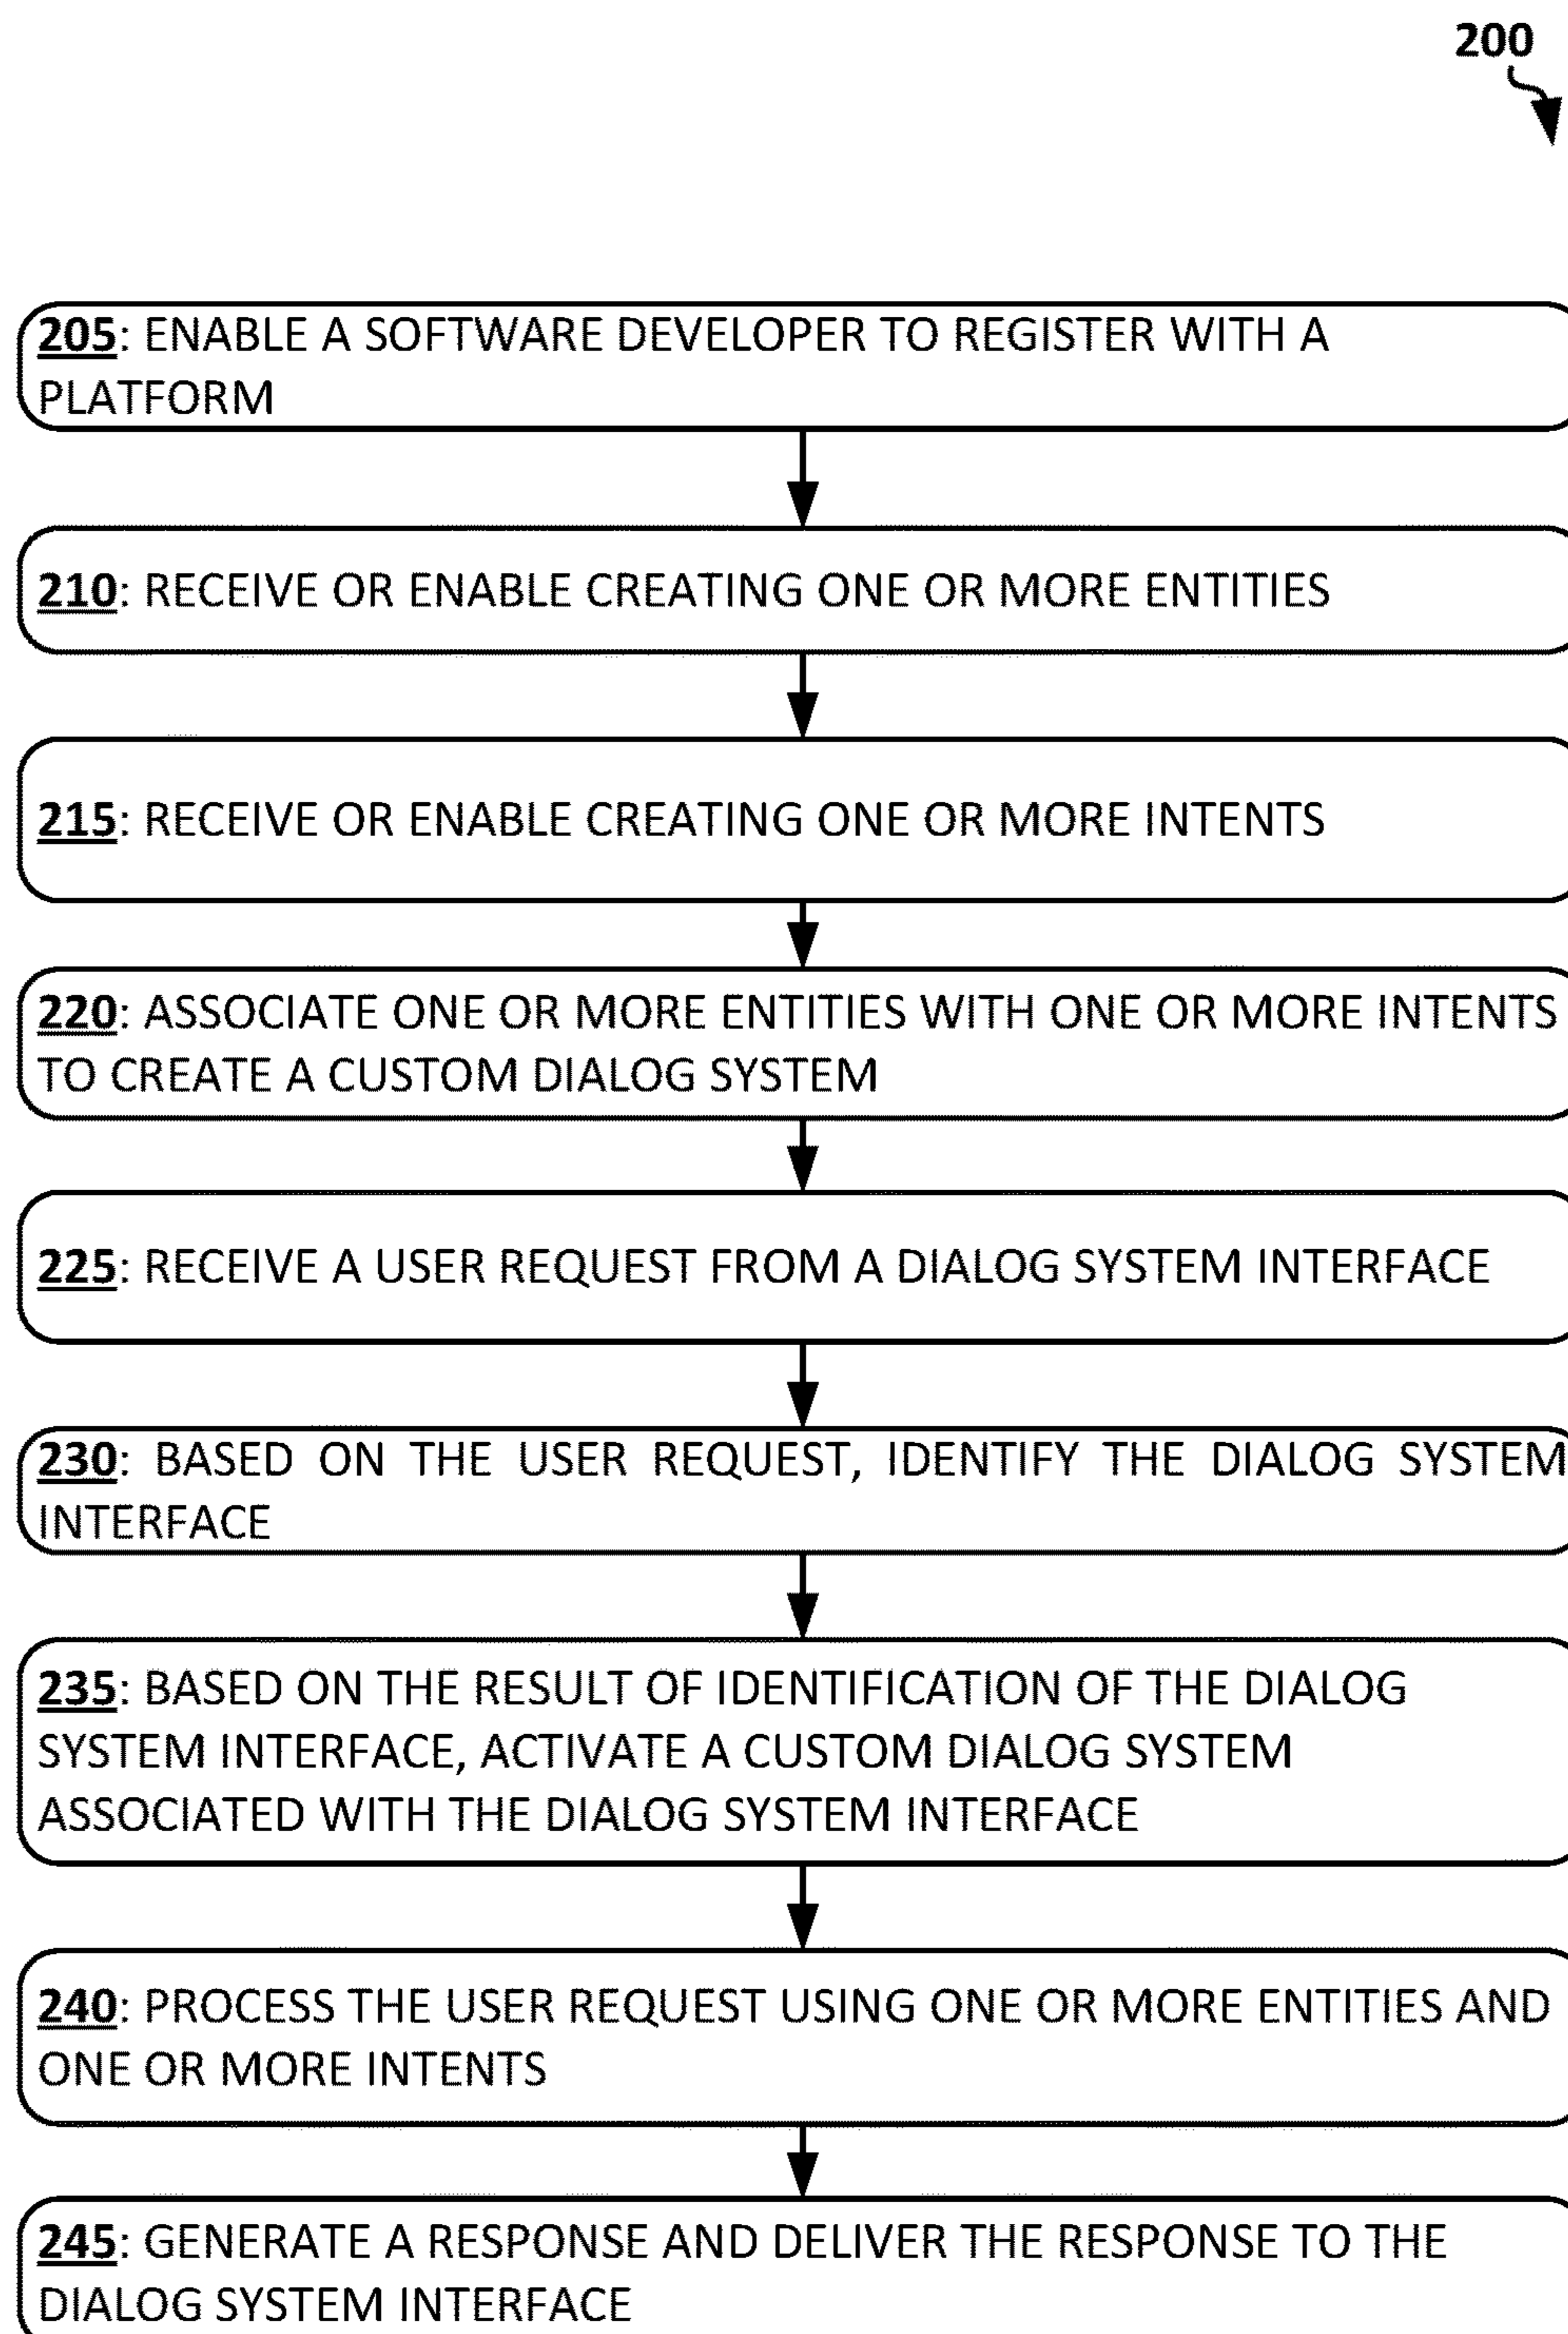 200
205: ENABLE A SOFTWARE DEVELOPER TO REGISTER WITH A
PLATFORM
210: RECEIVE OR ENABLE CREATING ONE OR MORE ENTITIES
215: RECEIVE OR ENABLE CREATING ONE OR MORE INTENTS
220: ASSOCIATE ONE OR MORE ENTITIES WITH ONE OR MORE INTENTS
TO CREATE A CUSTOM DIALOG SYSTEM
225: RECEIVE A USER REQUEST FROM A DIALOG SYSTEM INTERFACE
230: BASED ON THE USER REQUEST, IDENTIFY THE DIALOG SYSTEM
INTERFACE
235: BASED ON THE RESULT OF IDENTIFICATION OF THE DIALOG
SYSTEM INTERFACE, ACTIVATE A CUSTOM DIALOG SYSTEM
ASSOCIATED WITH THE DIALOG SYSTEM INTERFACE
240: PROCESS THE USER REQUEST USING ONE OR MORE ENTITIES AND
ONE OR MORE INTENTS
245: GENERATE A RESPONSE AND DELIVER THE RESPONSE TO THE
DIALOG SYSTEM INTERFACE